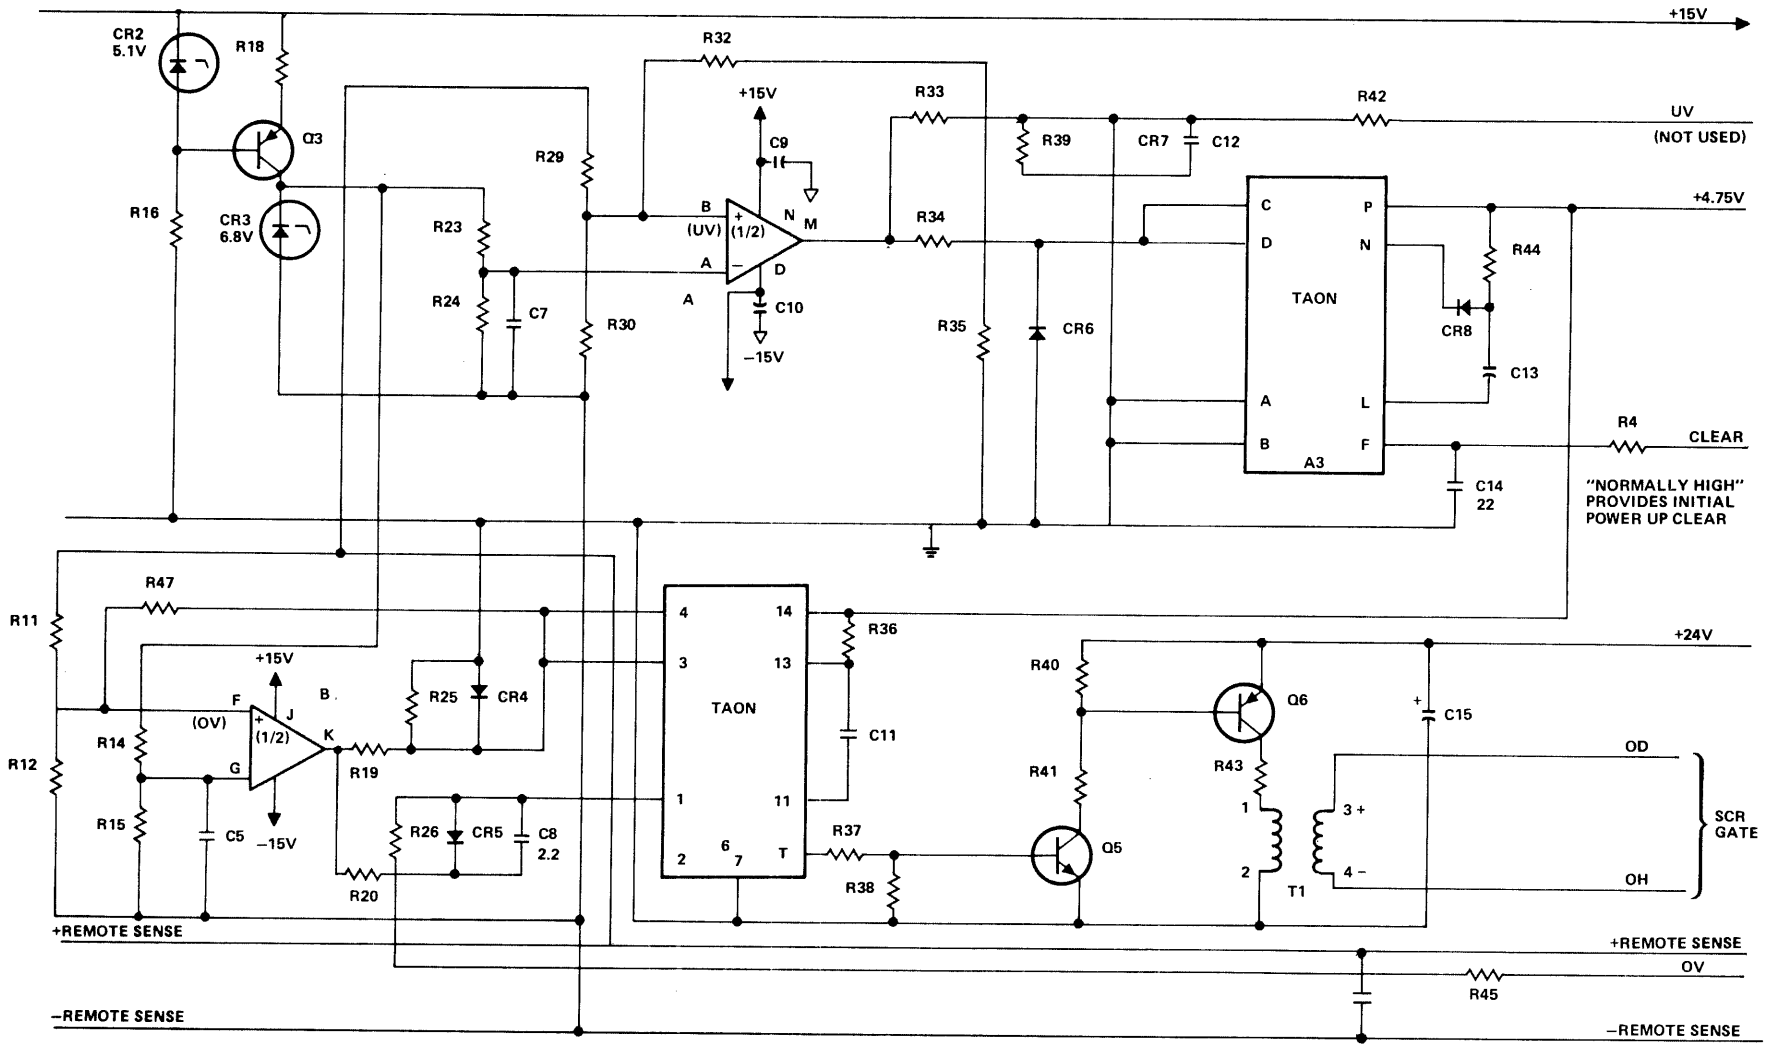 +15V
CR2
5.1V
R18
R32
Q3
+15V
R33
R42
UV
(NOT USED)
R29
C9
R39
CR7
C12
R16
CR3
6.8V
R23
B
+
N
(UV)
(1/2)
M
R34
C
P
+4.75V
D
N
R44
A
−
D
R24
A
C10
TAON
C7
R30
R35
CR6
CR8
−15V
C13
A
L
R4
CLEAR
B
F
A3
C14
22
"NORMALLY HIGH"
PROVIDES INITIAL
POWER UP CLEAR
R47
R11
4
14
R36
+24V
+15V
3
13
R40
R25
CR4
B
F
+
J
(OV)
(1/2)
TAON
Q6
+
C15
K
R14
C11
G
R12
R19
R41
R43
OD
1
11
1
3 +
R15
C5
−15V
R26
CR5
C8
2.2
6
7
2
T
R37
Q5
SCR
GATE
R20
R38
2
4 −
T1
OH
+REMOTE SENSE
+REMOTE SENSE
OV
R45
−REMOTE SENSE
−REMOTE SENSE